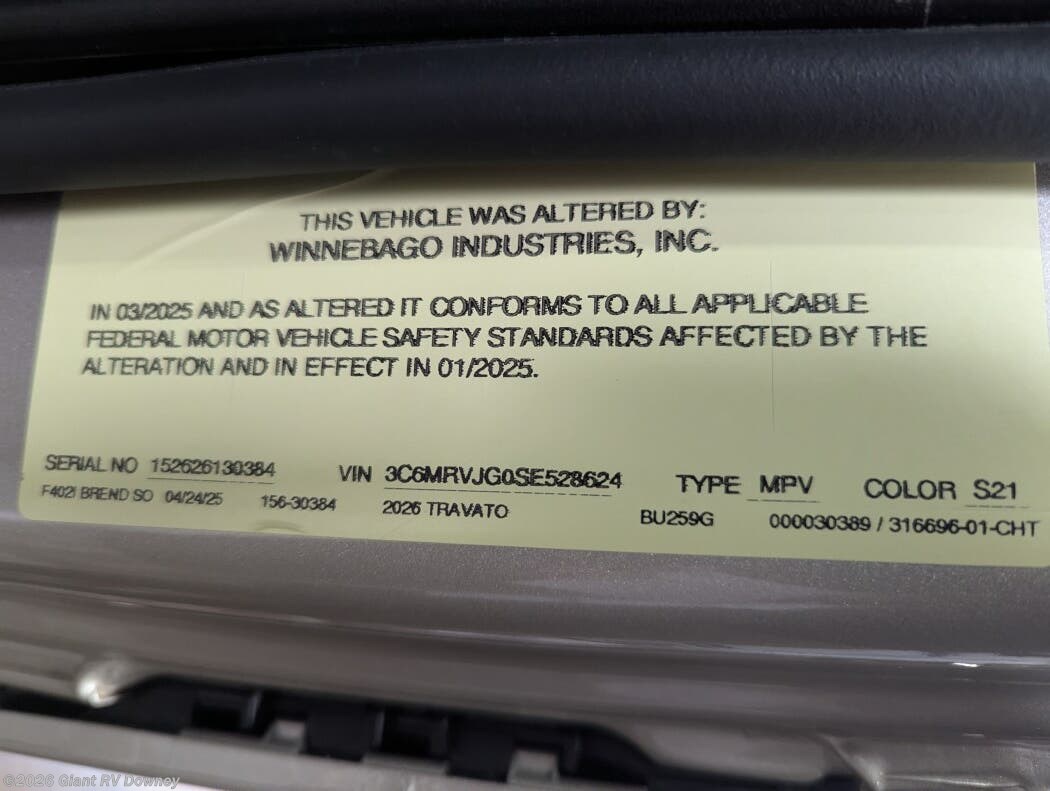 THIS VEHICLE WAS ALTERED BY:
WINNEBAGO INDUSTRIES, INC.
IN 03/2025 AND AS ALTERED IT CONFORMS TO ALL APPLICABLE
FEDERAL MOTOR VEHICLE SAFETY STANDARDS AFFECTED BY THE
ALTERATION AND IN EFFECT IN 01/2025.
SERIAL NO 152626130384 VIN 3C6MRVJG0SE528624 TYPE MPV COLOR S21
F402I BREND SO 04/24/25 156-30384 2026 TRAVATO BU259G 000030389 / 316696-01-CHT
©2026 Giant RV Downey